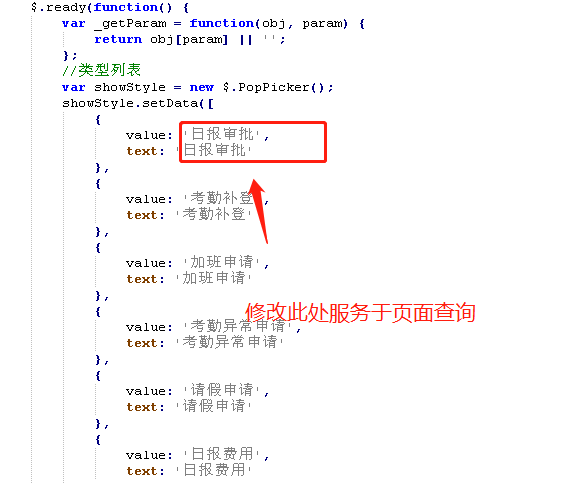 $.ready(function() {
var _getParam = function(obj, param) {
return obj[param] || '';
};
//类型列表
var showStyle = new $.PopPicker();
showStyle.setData([
{
value: '日报审批',
text: '日报审批'
},
{
value: '考勤补登',
text: '考勤补登'
},
{
value: '加班申请',
text: '加班申请'
},
修改此处服务于页面查询
{
value: '考勤异常申请',
text: '考勤异常申请'
},
{
value: '请假申请',
text: '请假申请'
},
{
value: '日报费用',
text: '日报费用'